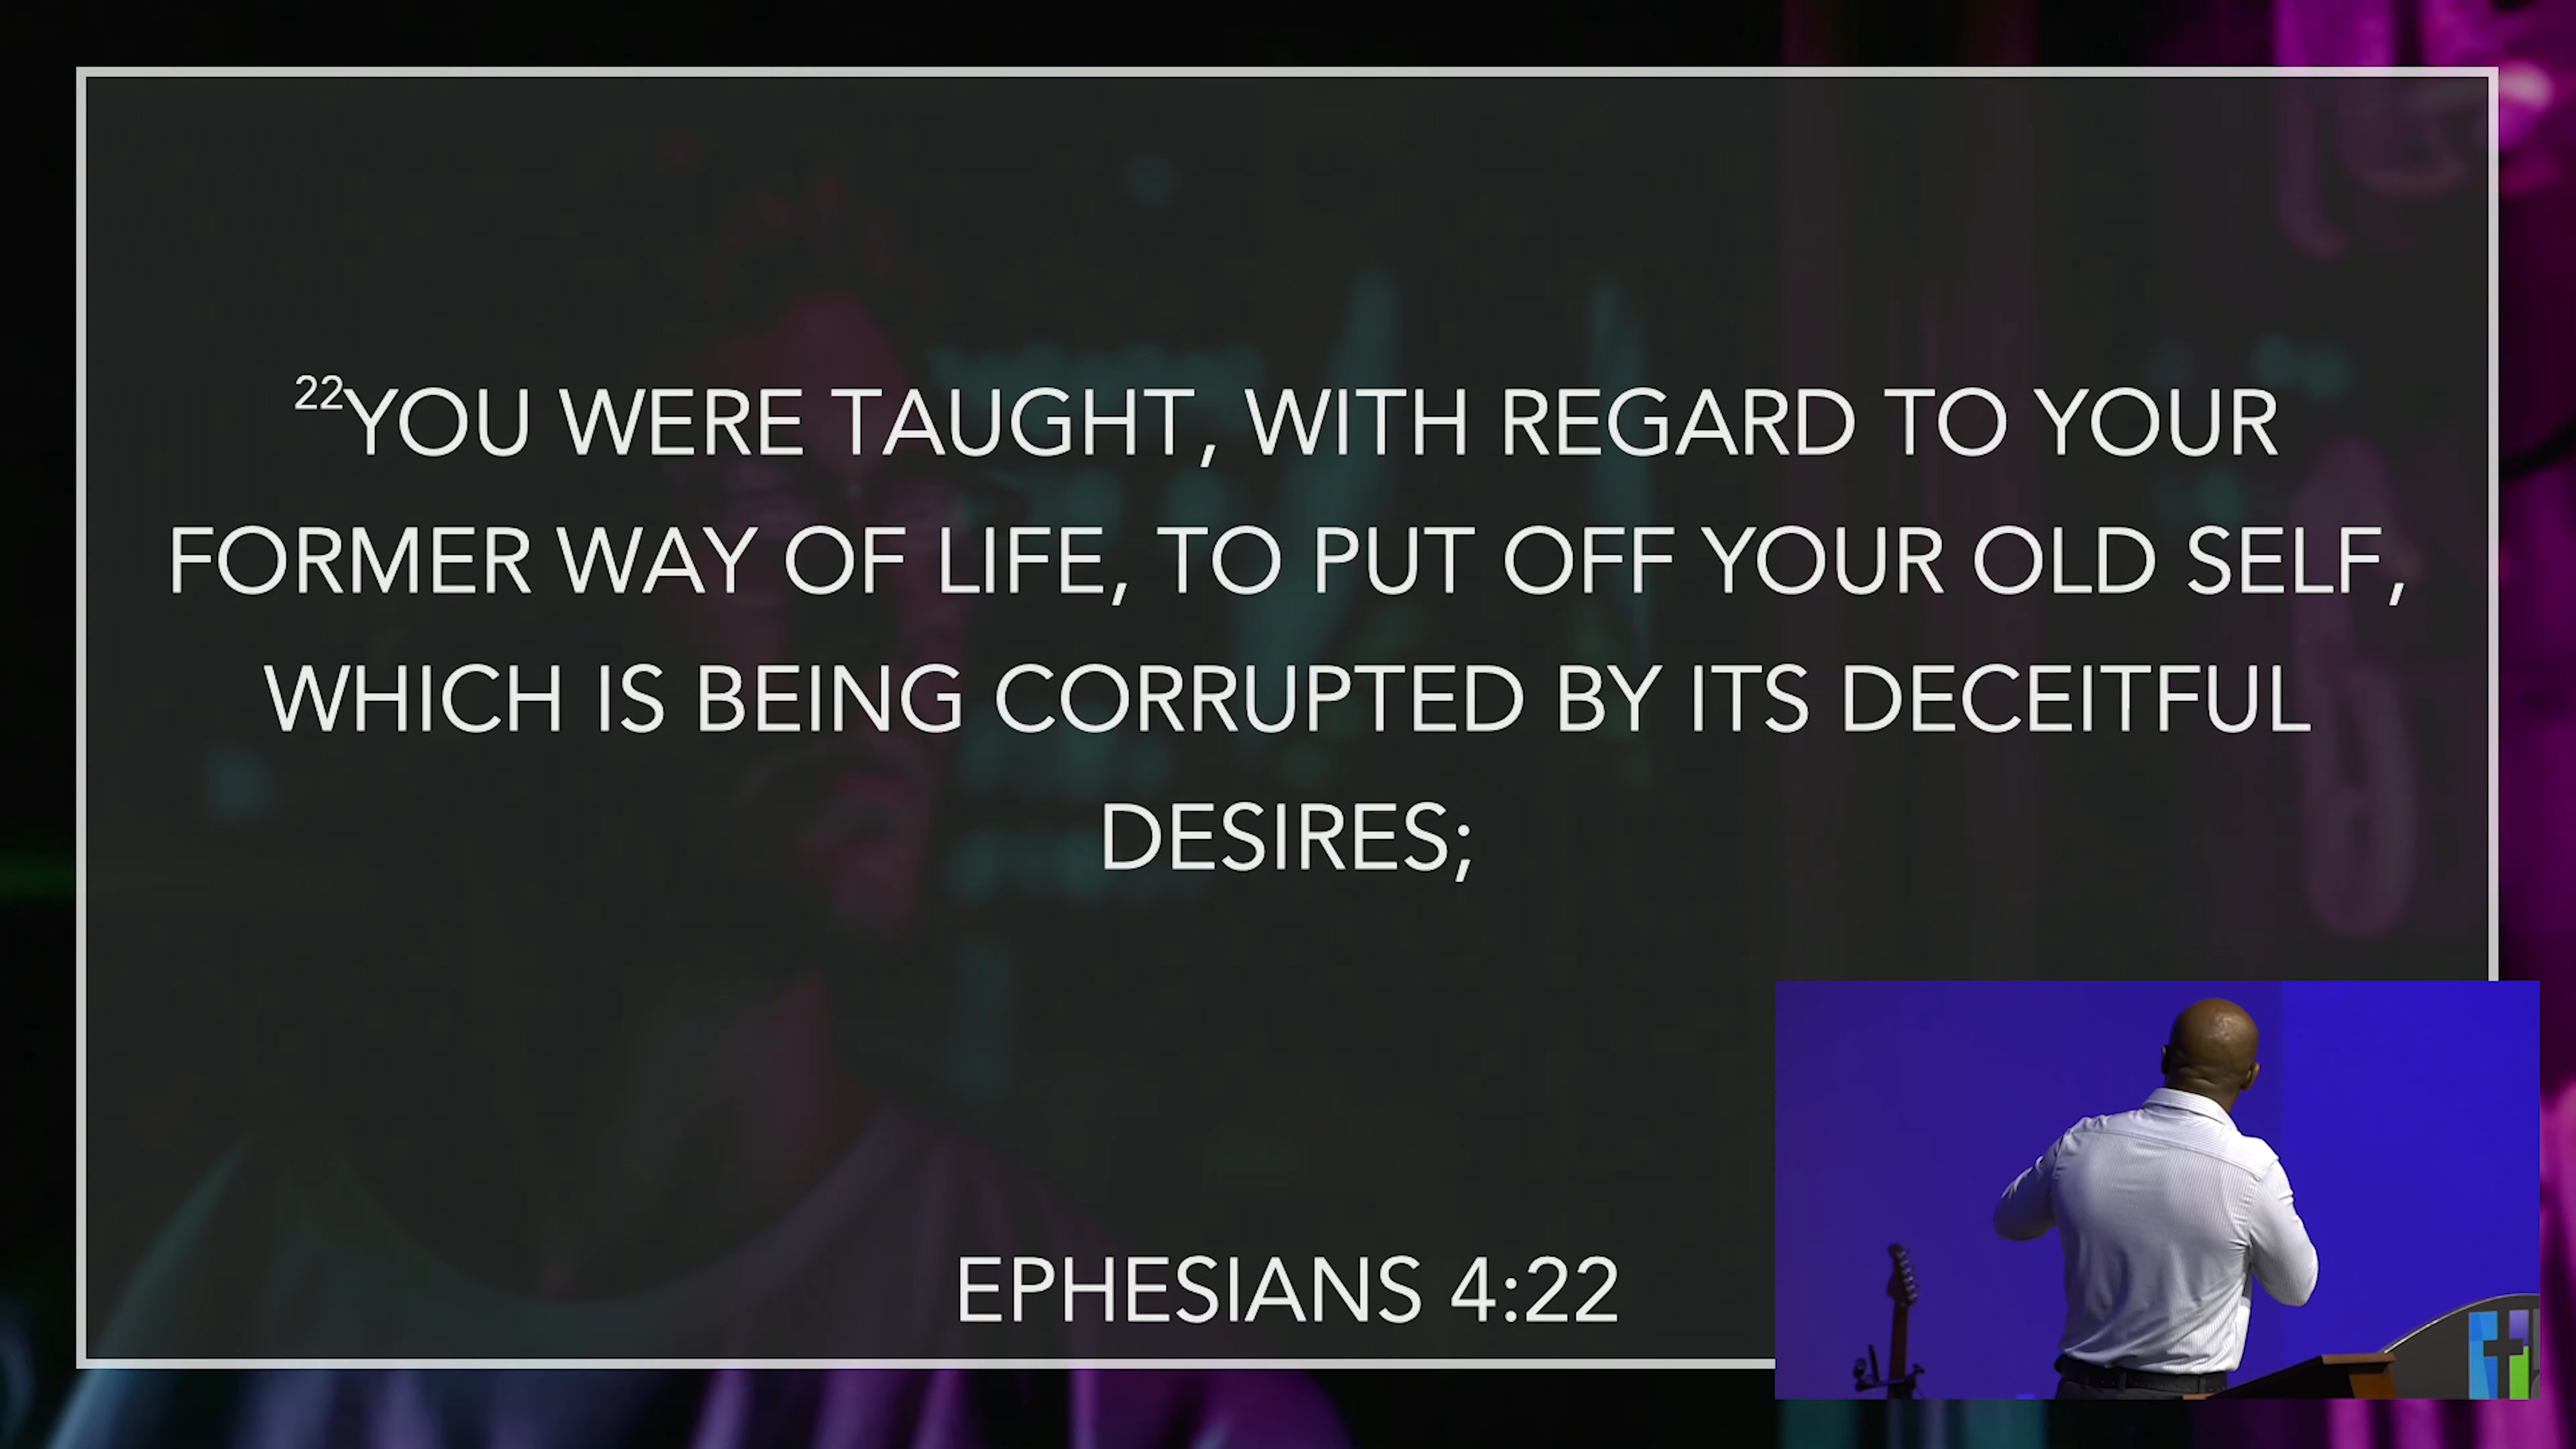 ²²YOU WERE TAUGHT, WITH REGARD TO YOUR
FORMER WAY OF LIFE, TO PUT OFF YOUR OLD SELF,
WHICH IS BEING CORRUPTED BY ITS DECEITFUL
DESIRES;
EPHESIANS 4:22